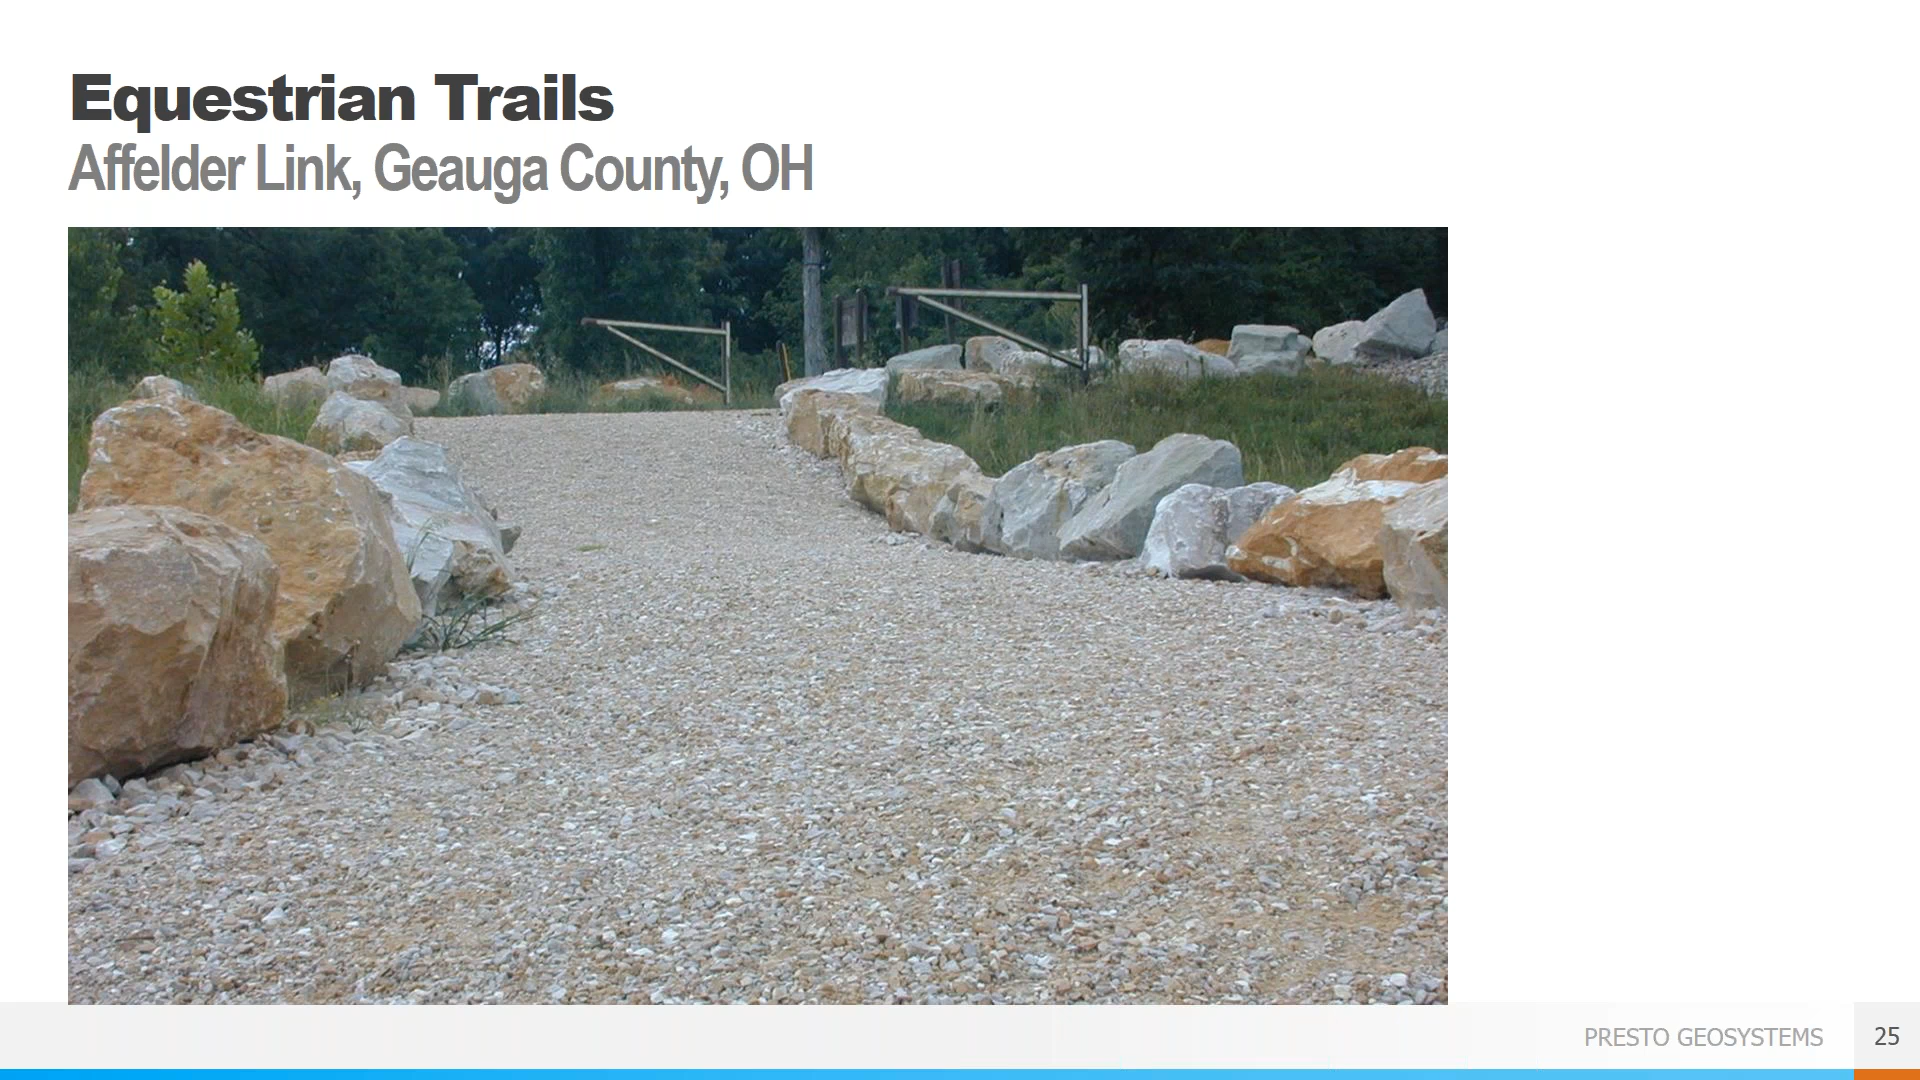 Equestrian Trails
Affelder Link, Geauga County, OH
PRESTO GEOSYSTEMS
25